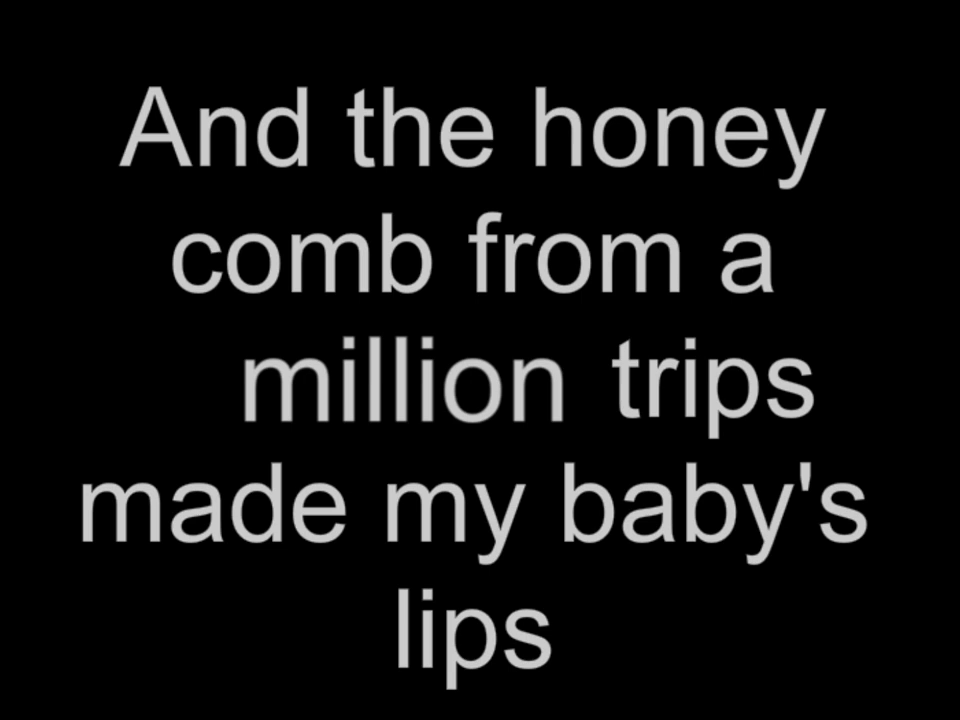 And the honey
comb from a
million trips
made my baby's
lips